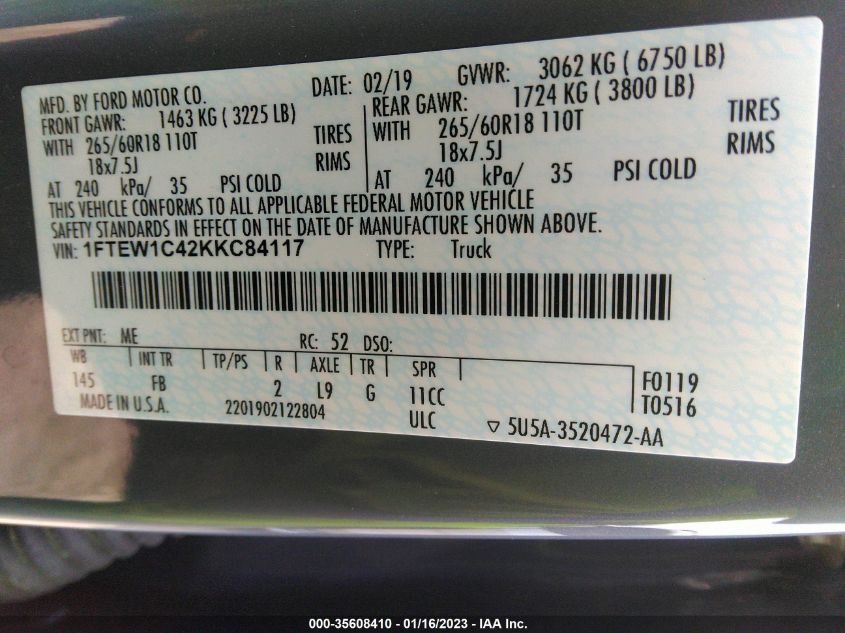 MFD. BY FORD MOTOR CO. DATE: 02/19 GVWR: 3062 KG ( 6750 LB)
FRONT GAWR: 1463 KG ( 3225 LB) REAR GAWR: 1724 KG ( 3800 LB)
WITH 265/60R18 110T TIRES WITH 265/60R18 110T TIRES
18x7.5J RIMS 18x7.5J RIMS
AT 240 kPa/ 35 PSI COLD AT 240 kPa/ 35 PSI COLD
THIS VEHICLE CONFORMS TO ALL APPLICABLE FEDERAL MOTOR VEHICLE
SAFETY STANDARDS IN EFFECT ON THE DATE OF MANUFACTURE SHOWN ABOVE.
VIN: 1FTEW1C42KKC84117 TYPE: Truck
EXT PNT: ME RC: 52 DSO:
WB INT TR TP/PS R AXLE TR SPR
145 FB 2 L9 G 11CC F0119
MADE IN U.S.A. 2201902122804 ULC T0516
▽ 5U5A-3520472-AA
000-35608410 - 01/16/2023 - IAA Inc.